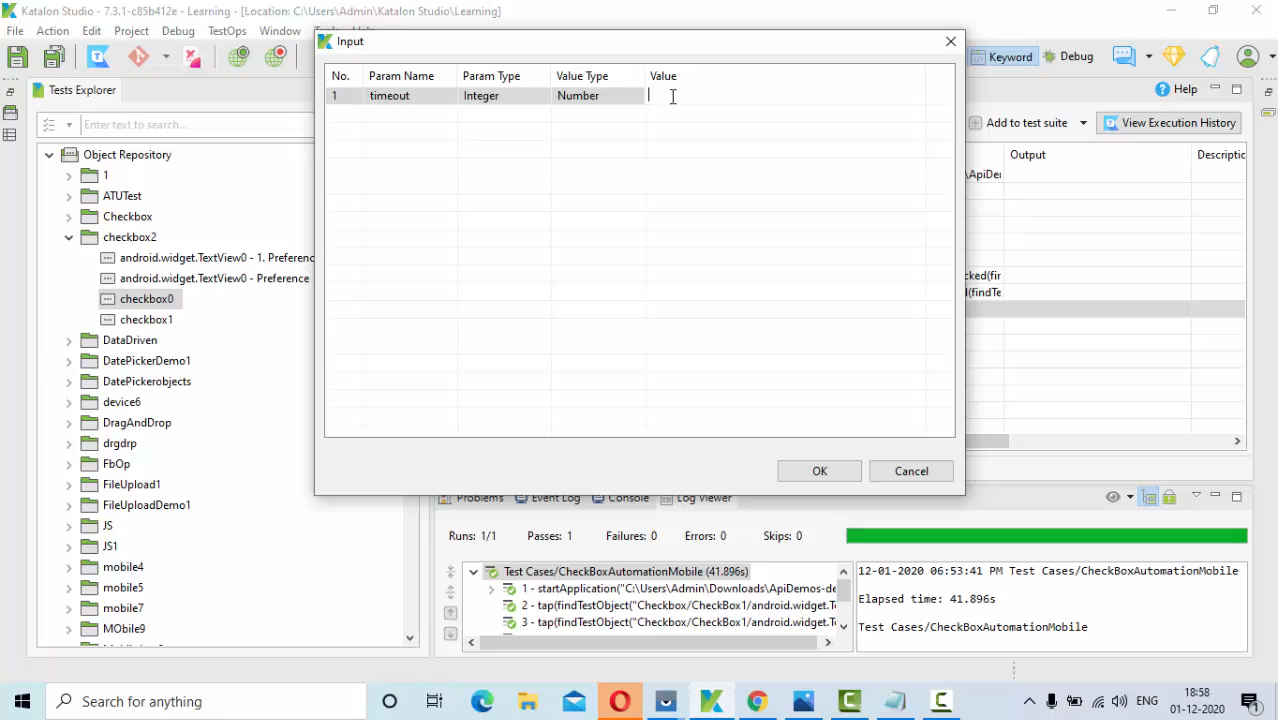 Katalon Studio - 7.3.1-c85b412e - Learning - [Location: C:\Users\Admin\Katalon Studio\Learning]
File Action Edit Project Debug TestOps Window
Input
Keyword Debug
Tests Explorer
Help
Enter text to search...
Add to test suite View Execution History
No. Param Name Param Type Value Type Value
1 timeout Integer Number
Output Descriptic
Object Repository
1
ATUTest
Checkbox
checkbox2
android.widget.TextView0 - 1. Preferenc
android.widget.TextView0 - Preference
checkbox0
checkbox1
DataDriven
DatePickerDemo1
DatePickerobjects
device6
DragAndDrop
drgdrp
FbOp
FileUpload1
FileUploadDemo1
JS
JS1
mobile4
mobile5
mobile7
MObile9
\ApiDei
cked(fir
l(findTe
OK Cancel
Problems Event Log Console Log Viewer
Runs: 1/1 Passes: 1 Failures: 0 Errors: 0 Skips: 0
Test Cases/CheckBoxAutomationMobile (41.896s)
1 - startApplication("C:\Users\Admin\Downloads\ApiDemos-de
2 - tap(findTestObject("Checkbox/CheckBox1/android.widget.T
3 - tap(findTestObject("Checkbox/CheckBox1/android.widget.T
12-01-2020 06:53:41 PM Test Cases/CheckBoxAutomationMobile
Elapsed time: 41.896s
Test Cases/CheckBoxAutomationMobile
Search for anything
ENG
18:58
01-12-2020
1